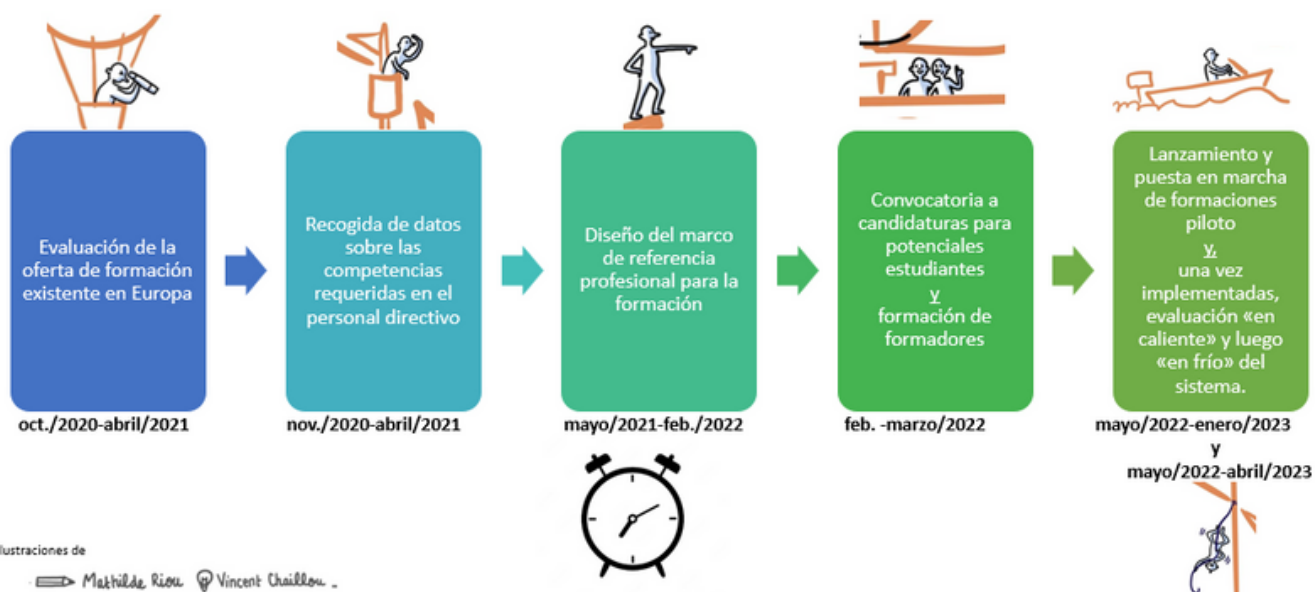 Evaluación de la
oferta de formación
existente en Europa
oct./2020-abril/2021
Recogida de datos
sobre las
competencias
requeridas en el
personal directivo
nov./2020-abril/2021
Diseño del marco
de referencia
profesional para la
formación
mayo/2021-feb./2022
Convocatoria a
candidaturas para
potenciales
estudiantes
y
formación de
formadores
feb. -marzo/2022
Lanzamiento y
puesta en marcha
de formaciones
piloto
y,
una vez
implementadas,
evaluación «en
caliente» y luego
«en frío» del
sistema.
mayo/2022-enero/2023
y
mayo/2022-abril/2023
lustraciones de
Mathilde Riou Vincent Chaillou